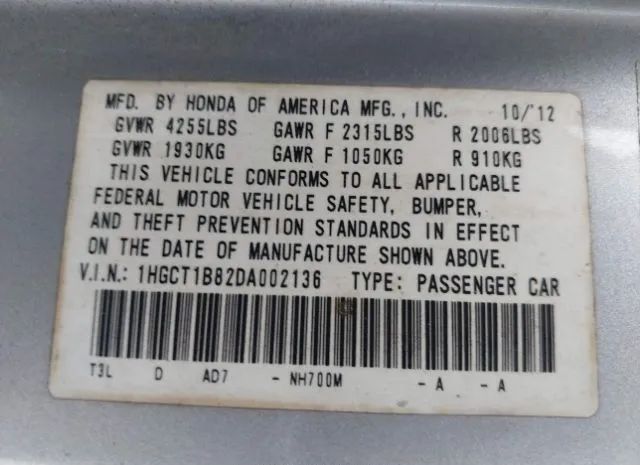 MFD. BY HONDA OF AMERICA MFG., INC. 10/'12
GVWR 4255LBS GAWR F 2315LBS R 2006LBS
GVWR 1930KG GAWR F 1050KG R 910KG
THIS VEHICLE CONFORMS TO ALL APPLICABLE
FEDERAL MOTOR VEHICLE SAFETY, BUMPER,
AND THEFT PREVENTION STANDARDS IN EFFECT
ON THE DATE OF MANUFACTURE SHOWN ABOVE.
V.I.N.: 1HGCT1B82DA002136 TYPE: PASSENGER CAR
T3L D AD7 - NH700M - A - A